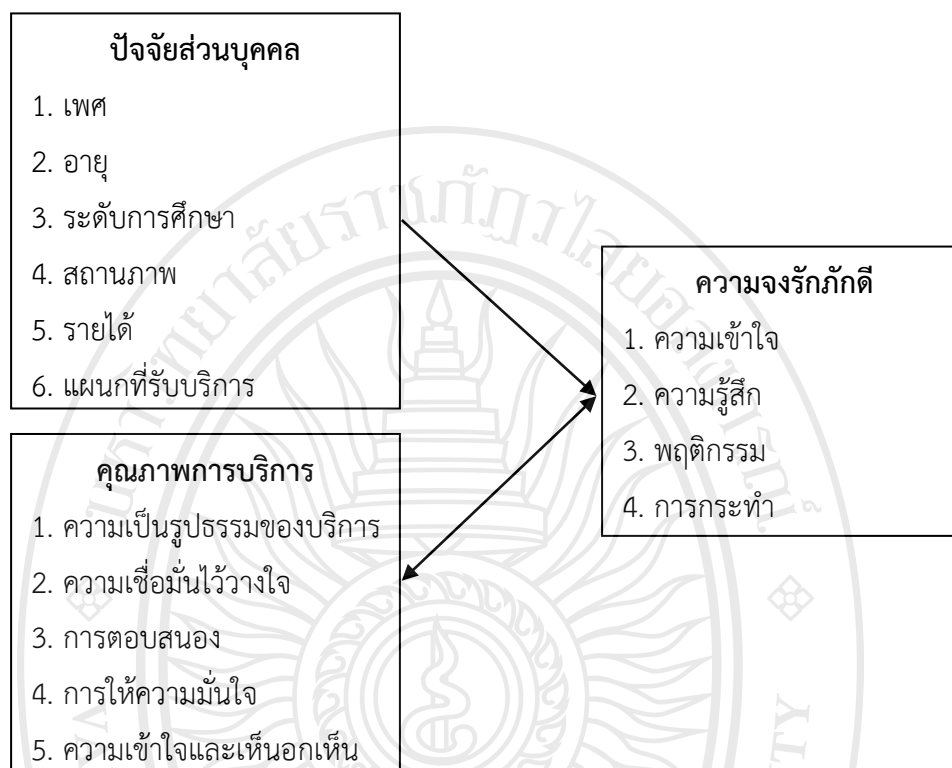 ปัจจัยส่วนบุคคล
1. เพศ
2. อายุ
3. ระดับการศึกษา
4. สถานภาพ
5. รายได้
6. แผนกที่รับบริการ
คุณภาพการบริการ
1. ความเป็นรูปธรรมของบริการ
2. ความเชื่อมั่นไว้วางใจ
3. การตอบสนอง
4. การให้ความมั่นใจ
5. ความเข้าใจและเห็นอกเห็น
ความจงรักภักดี
1. ความเข้าใจ
2. ความรู้สึก
3. พฤติกรรม
4. การกระทำ